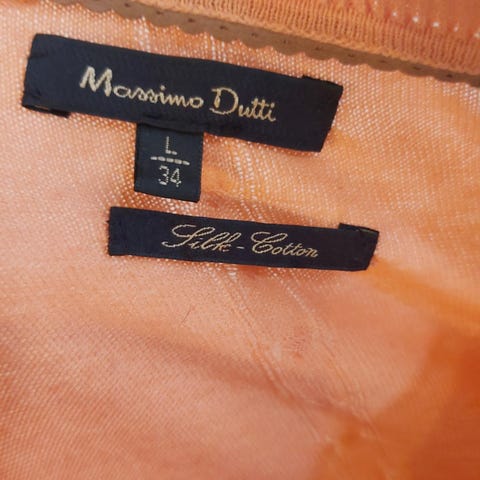 Massimo Dutti
L
34
Silk-Cotton